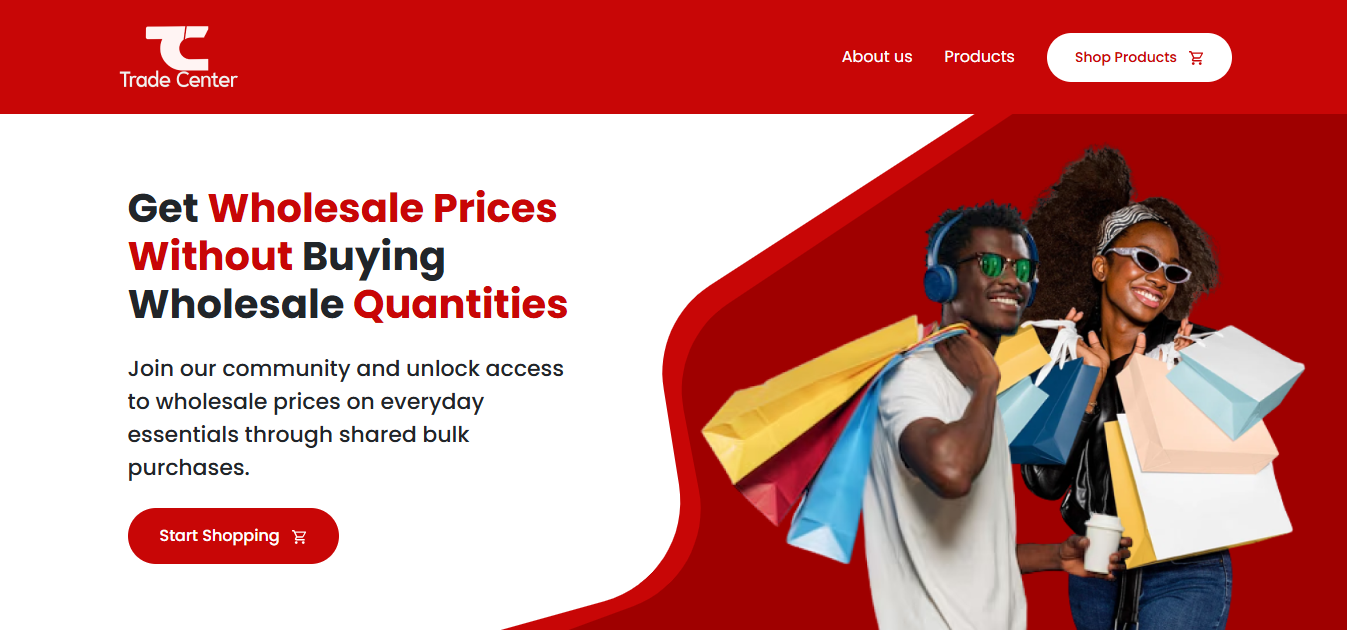 TC
Trade Center
About us
Products
Shop Products
Get Wholesale Prices
Without Buying
Wholesale Quantities
Join our community and unlock access
to wholesale prices on everyday
essentials through shared bulk
purchases.
Start Shopping